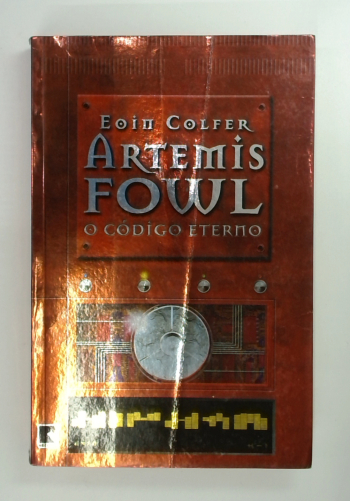 EOIN COLFER
ARTEMIS
FOWL
O CÓDIGO ETERNO